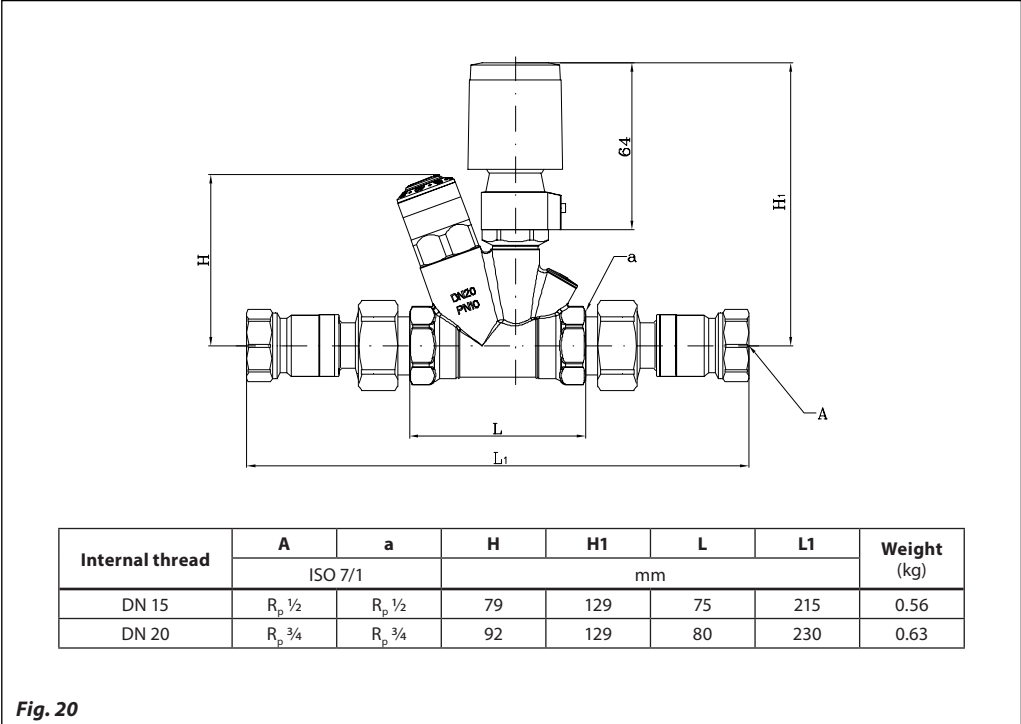 64
H1
H
a
DN20
PN10
A
L
L1
Internal thread A a H H1 L L1 Weight (kg)
ISO 7/1 mm
DN 15 Rp ½ Rp ½ 79 129 75 215 0.56
DN 20 Rp ¾ Rp ¾ 92 129 80 230 0.63
Fig. 20